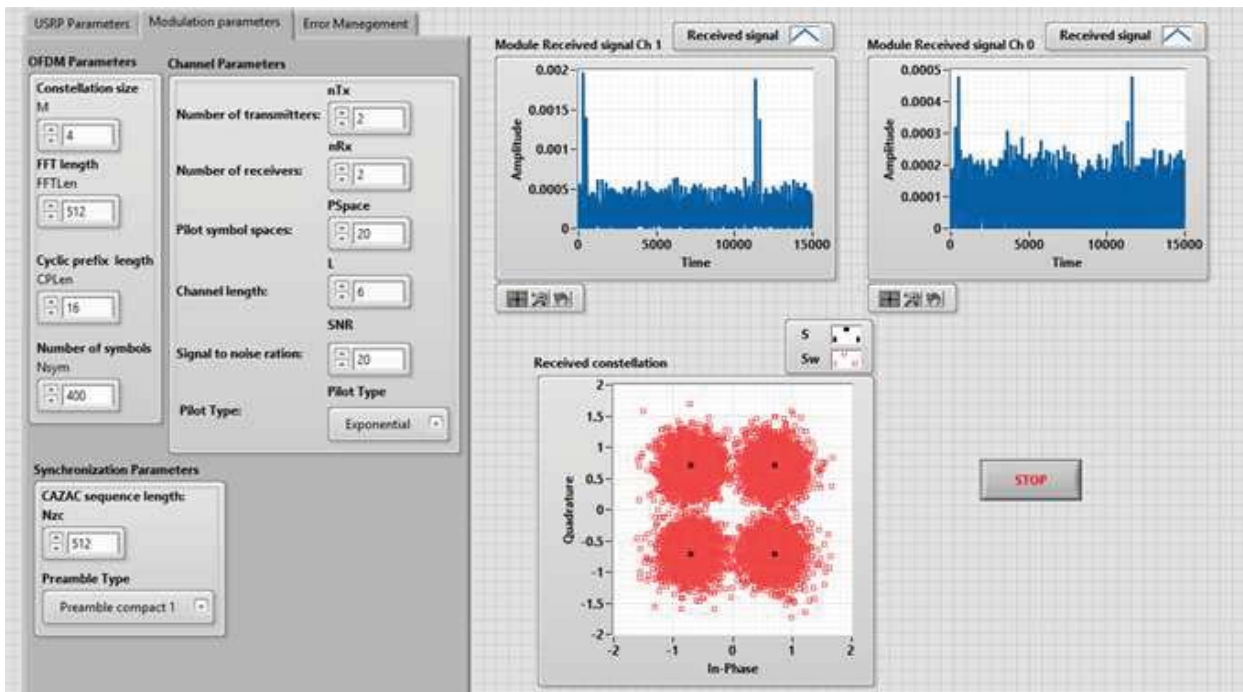 USRP Parameters
Modulation parameters
Error Manegement
OFDM Parameters
Constellation size
M
4
FFT length
FFTLen
512
Cyclic prefix length
CPLen
16
Number of symbols
Nsym
400
Channel Parameters
nTx
Number of transmitters: 2
nRx
Number of receivers: 2
PSpace
Pilot symbol spaces: 20
L
Channel length: 6
SNR
Signal to noise ration: 20
Pilot Type
Pilot Type: Exponential
Synchronization Parameters
CAZAC sequence length:
Nzc
512
Preamble Type
Preamble compact 1
Module Received signal Ch 1
Received signal
0.002
0.0015
0.001
0.0005
0
Amplitude
0 5000 10000 15000
Time
Module Received signal Ch 0
Received signal
0.0005
0.0004
0.0003
0.0002
0.0001
0
Amplitude
0 5000 10000 15000
Time
S
Sw
Received constellation
2
1.5
1
0.5
0
-0.5
-1
-1.5
-2
Quadrature
-2 -1 0 1 2
In-Phase
STOP